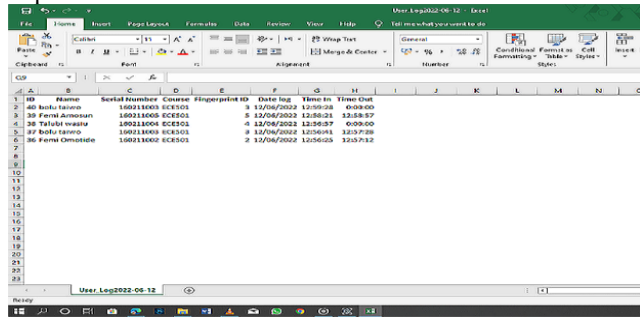 User_Log2022-06-12 - Excel
File Home Insert Page Layout Formulas Data Review View Help Tell me what you want to do
Paste Calibri 11 A A Wrap Text General Conditional Format as Cell Insert
B I U A Merge & Center % Formatting Table Styles
Clipboard Font Alignment Number Styles
G9 fx
A B C D E F G H I J K L M N O
1 ID Name Serial Number Course Fingerprint ID Date log Time In Time Out
2 40 bolu taiwo 160211003 ECE501 3 12/06/2022 12:59:28 0:00:00
3 39 Femi Amosun 160211005 ECE501 5 12/06/2022 12:58:21 12:58:57
4 38 Talubi wasiu 160211004 ECE501 4 12/06/2022 12:56:57 0:00:00
5 37 bolu taiwo 160211003 ECE501 3 12/06/2022 12:56:41 12:57:28
6 36 Femi Omotide 160211002 ECE501 2 12/06/2022 12:56:25 12:57:12
7
8
9
10
11
12
13
14
15
16
17
18
19
20
21
22
23
User_Log2022-06-12
Ready